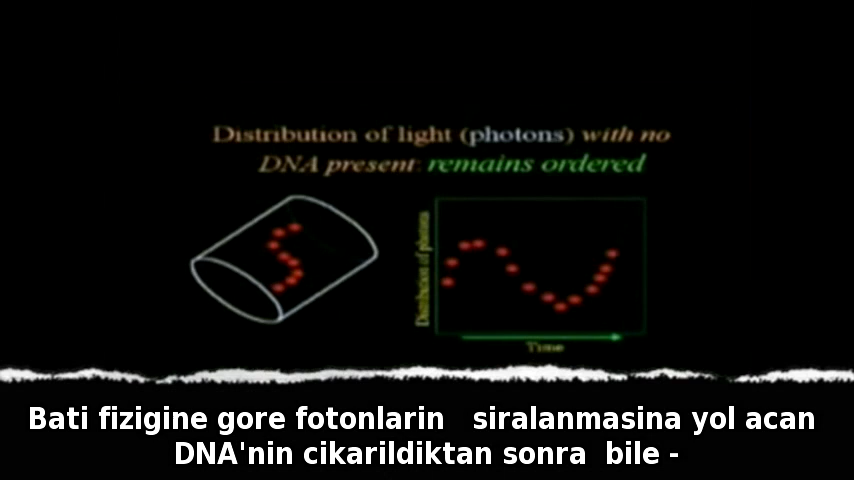 Distribution of light (photons) with no
DNA present: remains ordered
Distribution of photons
Time
Bati fizigine gore fotonlarin siralanmasina yol acan
DNA'nin cikarildiktan sonra bile -